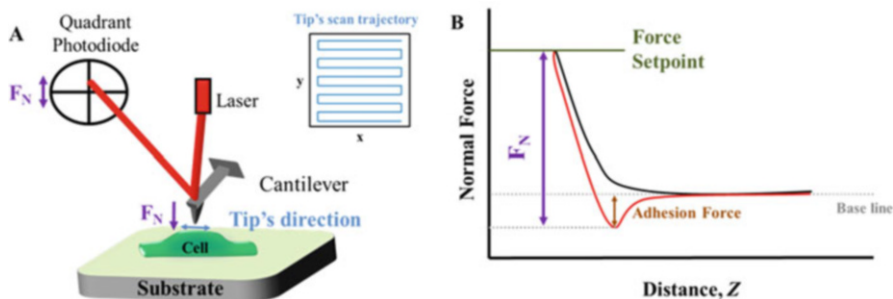 A
Quadrant
Photodiode
Tip's scan trajectory
F_N
Laser
y
x
Cantilever
F_N
Tip's direction
Cell
Substrate
B
Force
Setpoint
Normal Force
F_N
Adhesion Force
Base line
Distance, Z